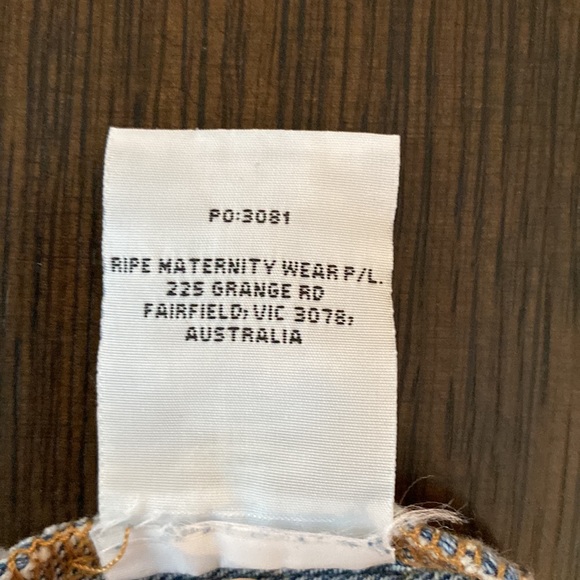 PO:3081
RIPE MATERNITY WEAR P/L.
225 GRANGE RD
FAIRFIELD, VIC 3078,
AUSTRALIA